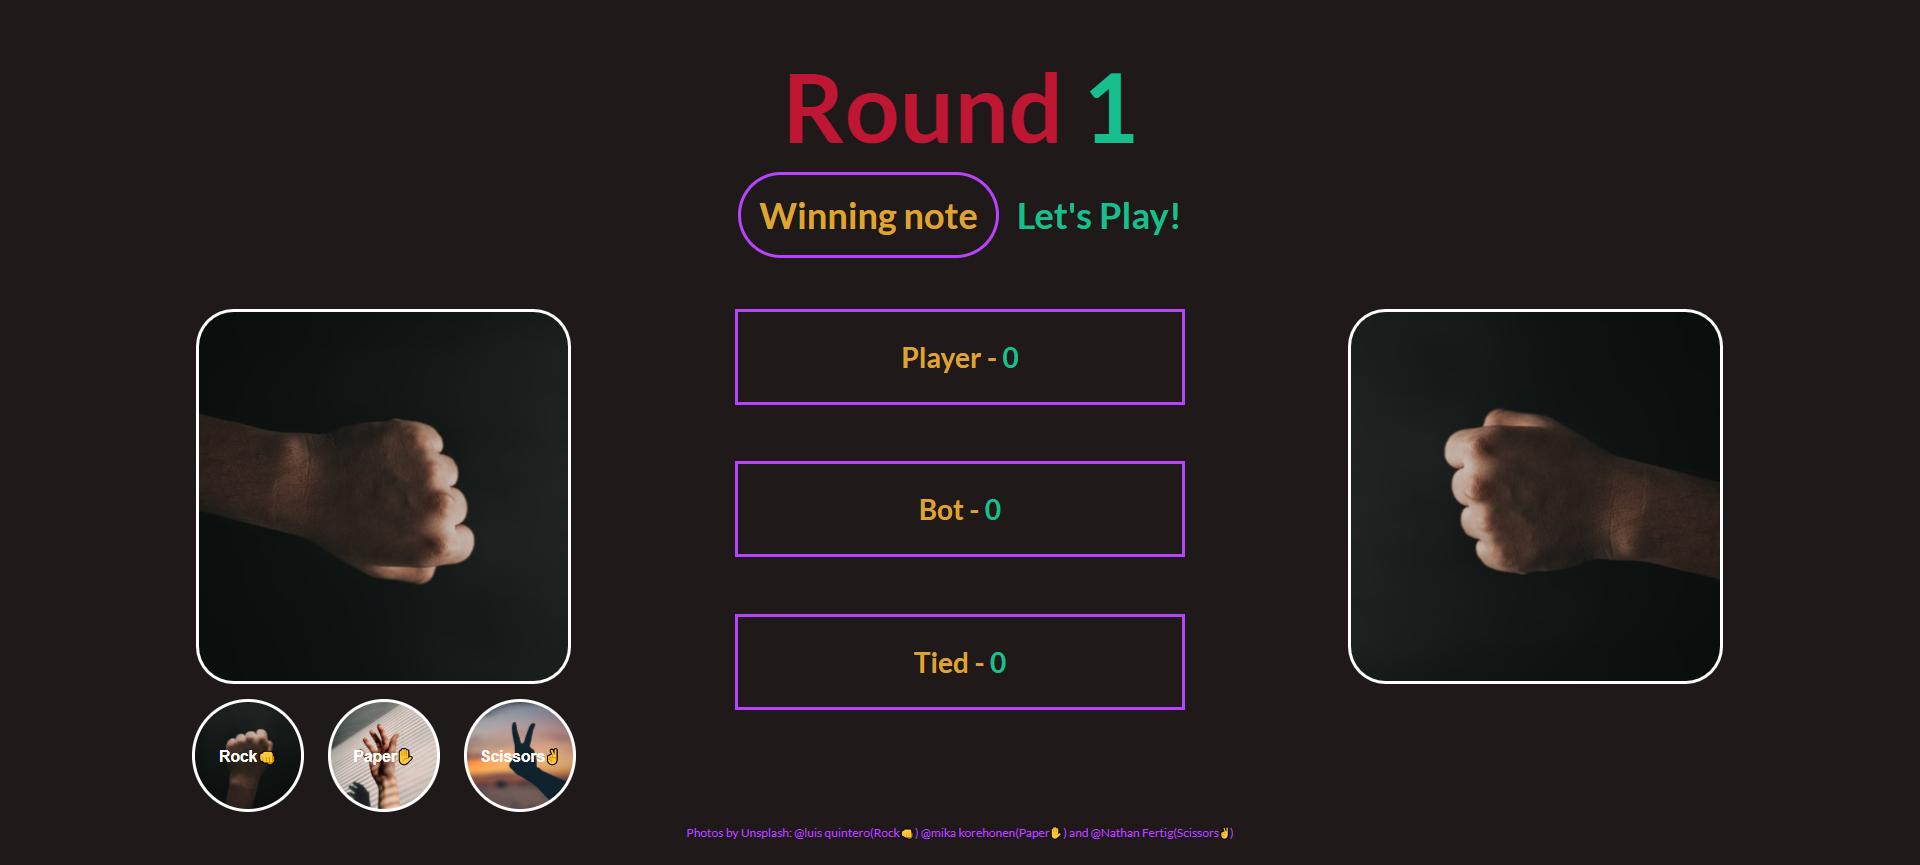 Round 1
Winning note Let's Play!
Player - 0
Bot - 0
Tied - 0
Rock👊 Paper✋ Scissors✌
Photos by Unsplash: @luis quintero(Rock👊) @mika korehonen(Paper✋) and @Nathan Fertig(Scissors✌)